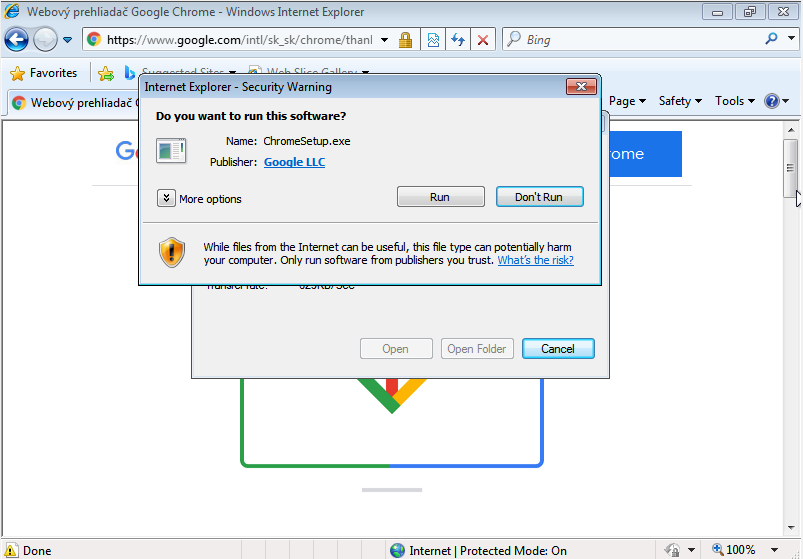 Webový prehliadač Google Chrome - Windows Internet Explorer
https://www.google.com/intl/sk_sk/chrome/thanl
Bing
Favorites
Suggested Sites
Web Slice Gallery
Webový prehliadač G
Page
Safety
Tools
Internet Explorer - Security Warning
Do you want to run this software?
Name: ChromeSetup.exe
Publisher: Google LLC
More options
Run
Don't Run
While files from the Internet can be useful, this file type can potentially harm
your computer. Only run software from publishers you trust. What's the risk?
Transfer rate:
Open
Open Folder
Cancel
Done
Internet | Protected Mode: On
100%